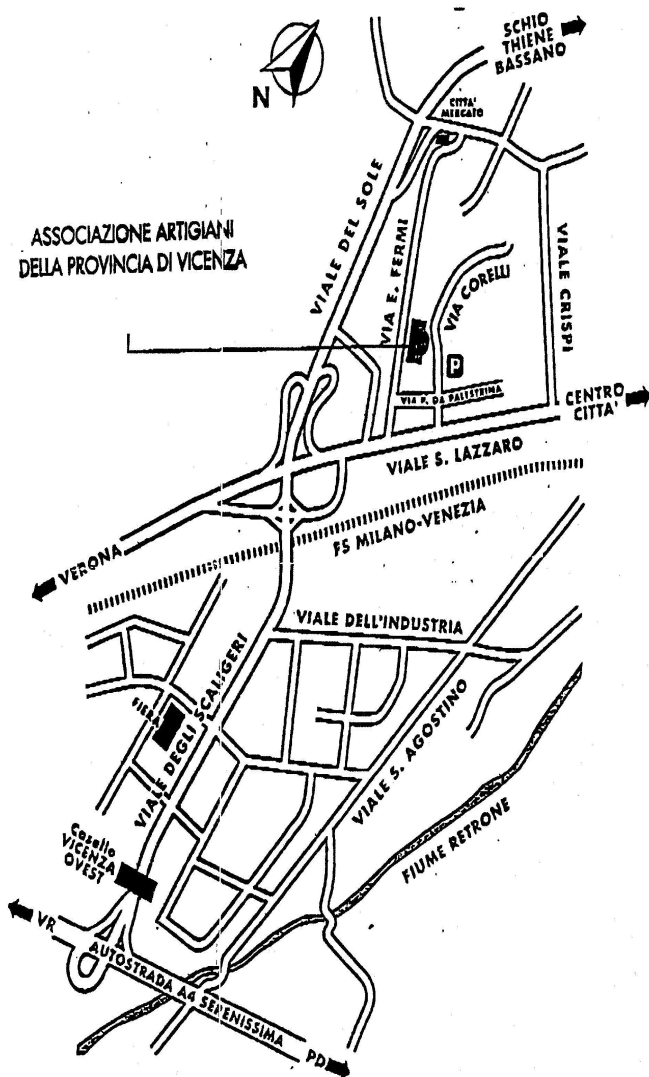 SCHIO
THIENE
BASSANO
N
CITTA'
MERCATO
ASSOCIAZIONE ARTIGIANI
DELLA PROVINCIA DI VICENZA
VIALE DEL SOLE
VIA E. FERMI
VIA CORELLI
VIALE CRISPI
P
VIA P. DA PALESTRINA
CENTRO
CITTA'
VIALE S. LAZZARO
VERONA
FS MILANO-VENEZIA
VIALE DELL'INDUSTRIA
FIERA
VIALE DEGLI SCALIGERI
VIALE S. AGOSTINO
Casello
VICENZA
OVEST
FIUME RETRONE
VR
AUTOSTRADA A4 SERENISSIMA
PD